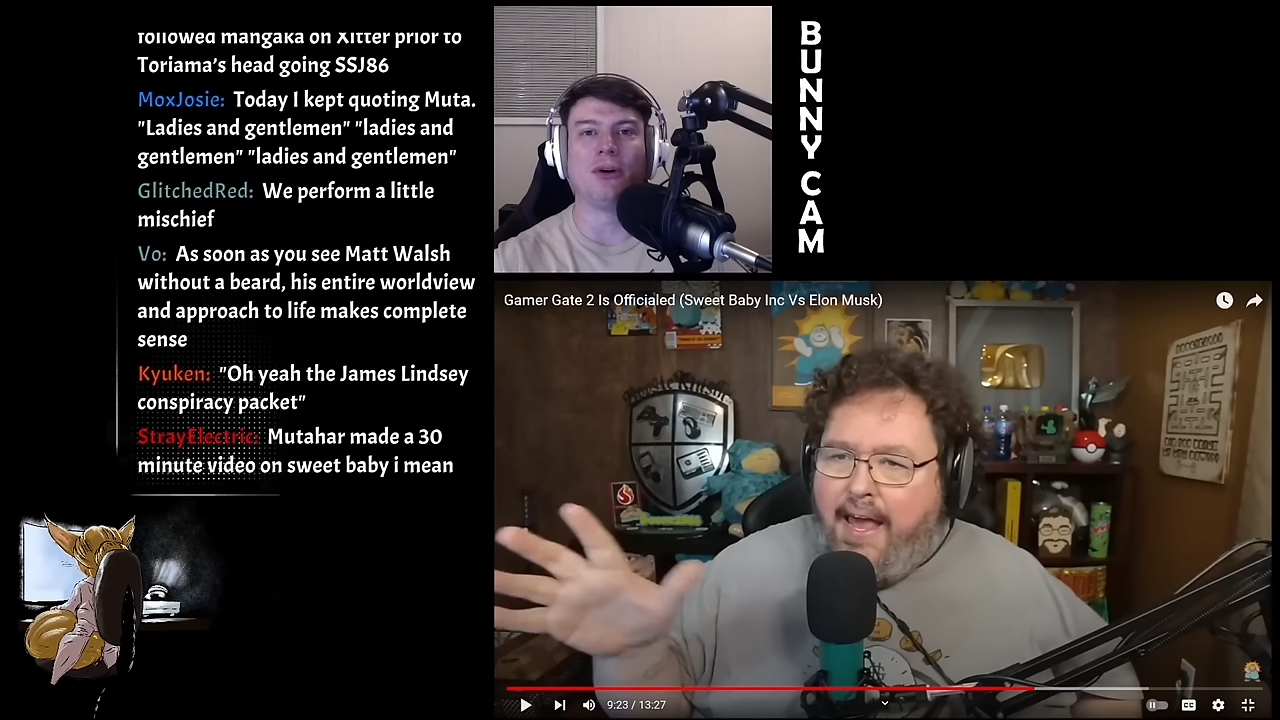 followed mangaka on Xitter prior to
Toriama's head going SSJ86
MoxJosie: Today I kept quoting Muta.
"Ladies and gentlemen" "ladies and
gentlemen" "ladies and gentlemen"
GlitchedRed: We perform a little
mischief
Vo: As soon as you see Matt Walsh
without a beard, his entire worldview
and approach to life makes complete
sense
Kyuken: "Oh yeah the James Lindsey
conspiracy packet"
StrayElectric: Mutahar made a 30
minute video on sweet baby i mean
BUNNY CAM
Gamer Gate 2 Is Officialed (Sweet Baby Inc Vs Elon Musk)
9:23 / 13:27
CC